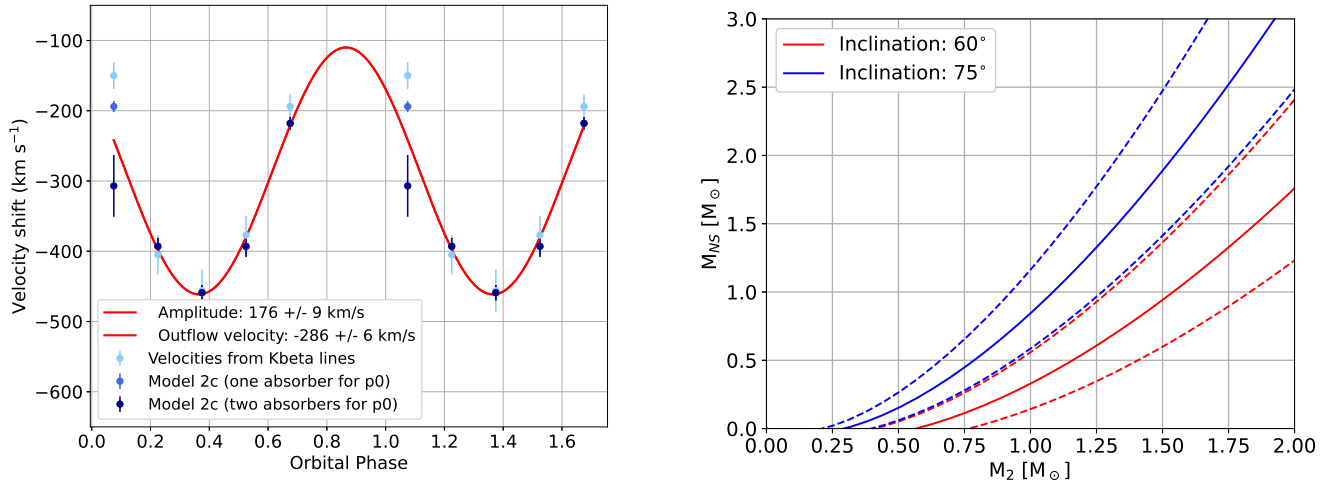 −100
−200
−300
−400
−500
−600
Velocity shift (km s⁻¹)
Amplitude: 176 +/- 9 km/s
Outflow velocity: -286 +/- 6 km/s
Velocities from Kbeta lines
Model 2c (one absorber for p0)
Model 2c (two absorbers for p0)
0.0 0.2 0.4 0.6 0.8 1.0 1.2 1.4 1.6
Orbital Phase
3.0
2.5
2.0
1.5
1.0
0.5
0.0
M_NS [M_⊙]
Inclination: 60°
Inclination: 75°
0.00 0.25 0.50 0.75 1.00 1.25 1.50 1.75 2.00
M₂ [M_⊙]